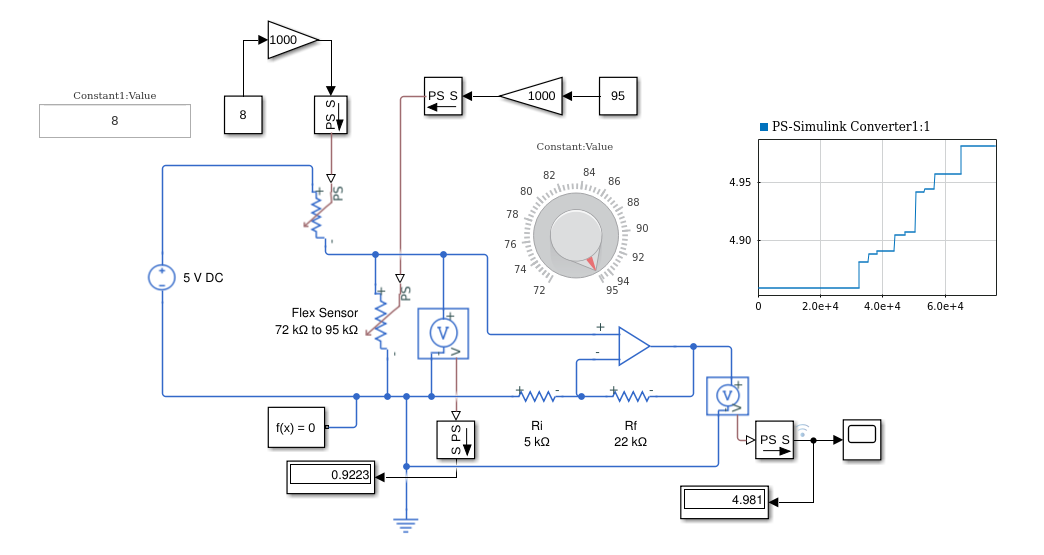 1000
Constant1:Value
8
8
PS S
PS S
1000
95
PS
Constant:Value
72
74
76
78
80
82
84
86
88
90
92
94
95
PS-Simulink Converter1:1
4.95
4.90
0
2.0e+4
4.0e+4
6.0e+4
+
-
+
-
5 V DC
Flex Sensor
72 kΩ to 95 kΩ
+
PS
-
+
V
-
V
+
-
+
-
+
-
Ri
5 kΩ
Rf
22 kΩ
+
V
-
V
f(x) = 0
S PS
PS S
0.9223
4.981